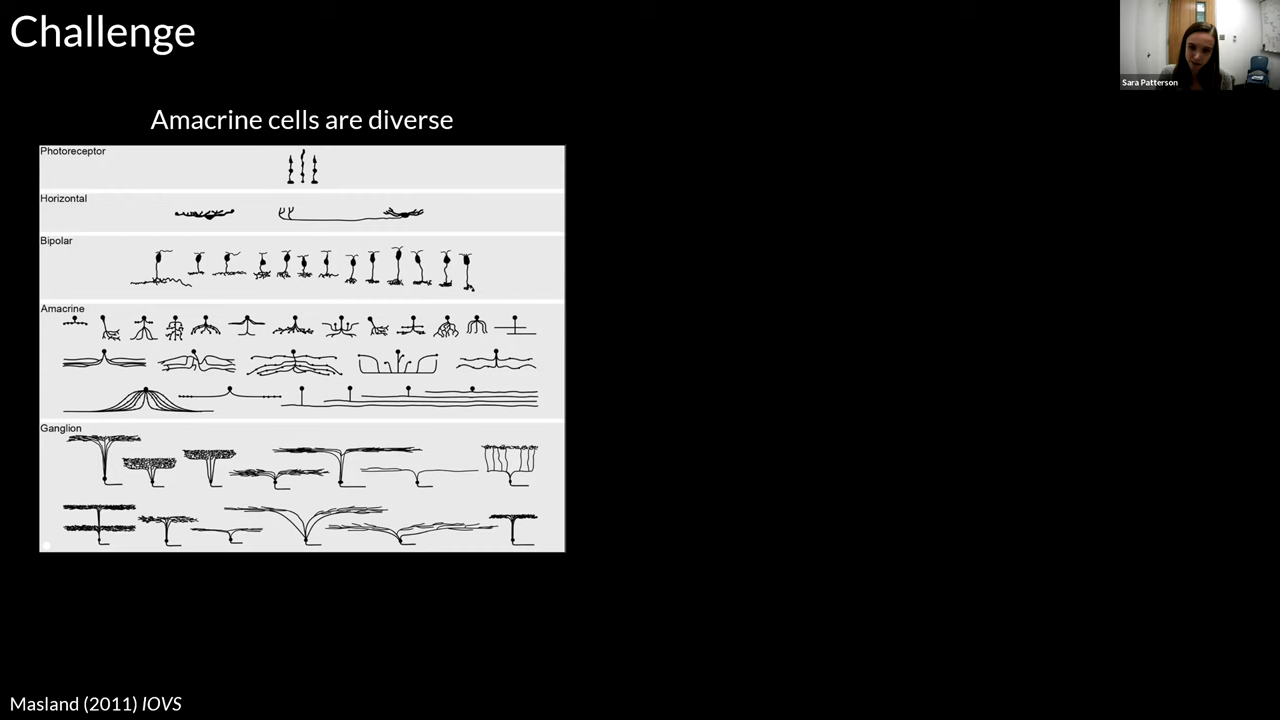 Challenge
Sara Patterson
Amacrine cells are diverse
Photoreceptor
Horizontal
Bipolar
Amacrine
Ganglion
Masland (2011) IOVS